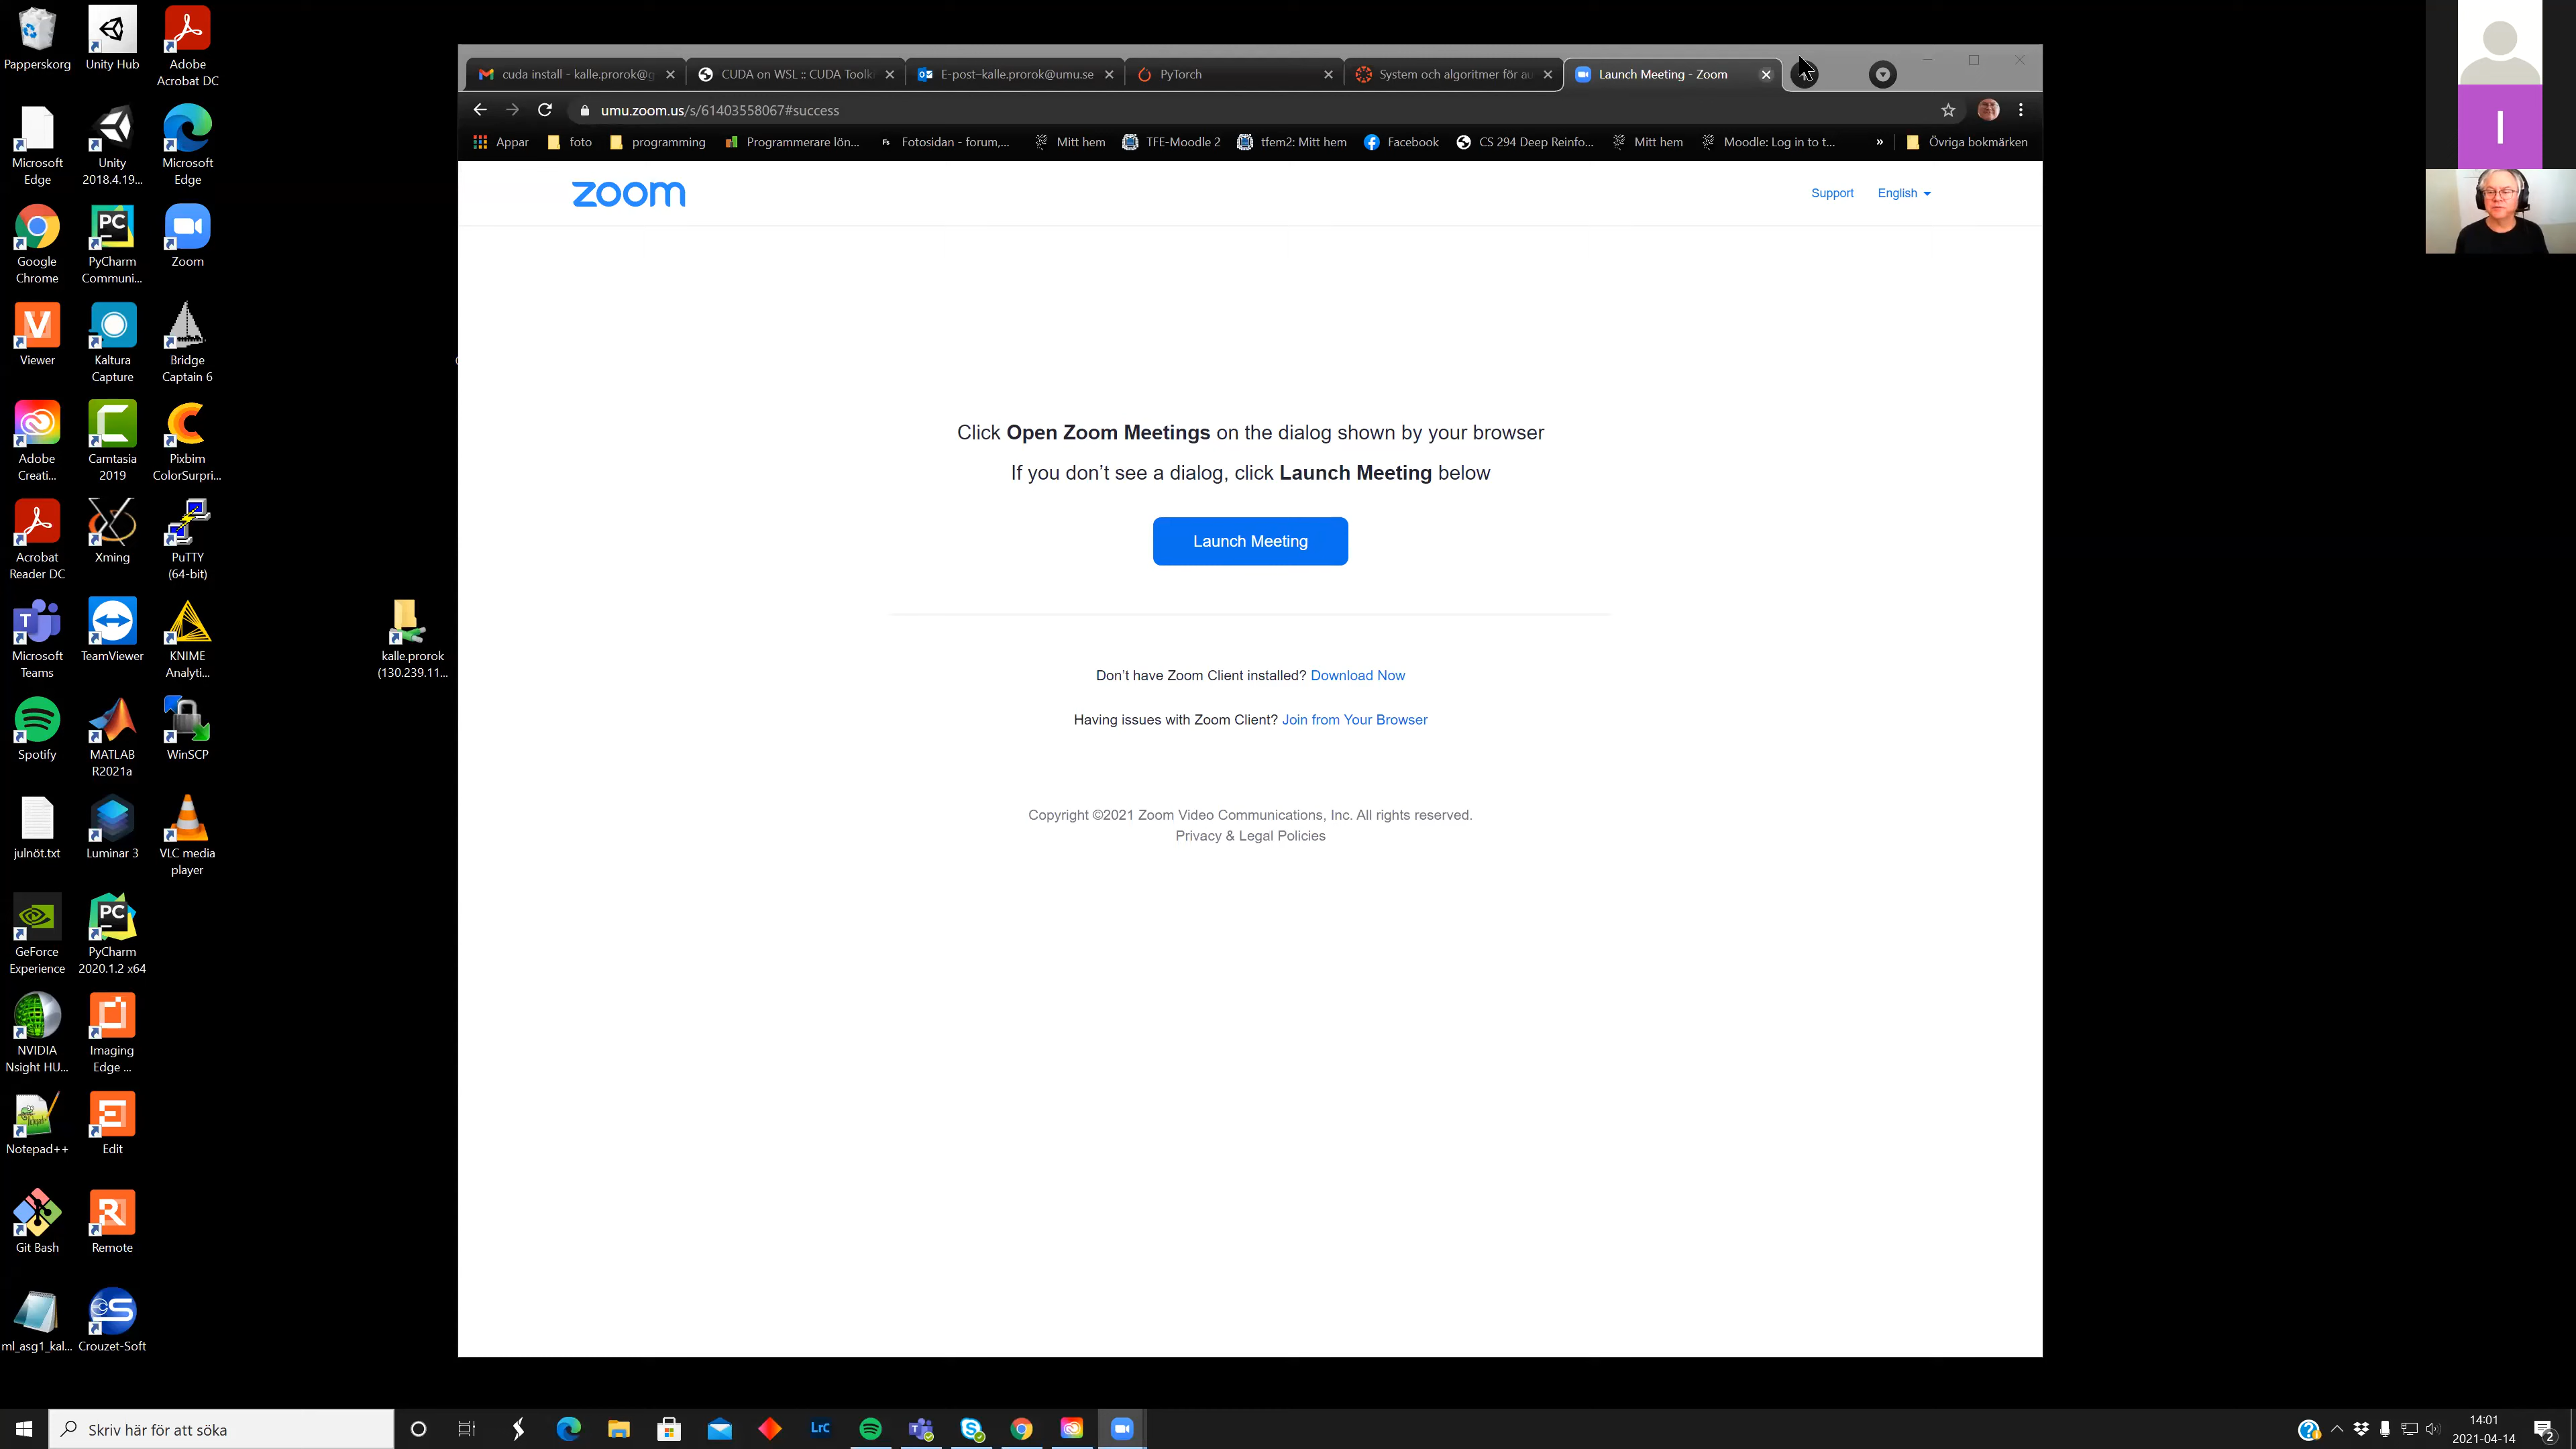 Papperskorg
Unity Hub
Adobe
Acrobat DC
Microsoft
Edge
Unity
2018.4.19...
Microsoft
Edge
Google
Chrome
PyCharm
Communi...
Zoom
Viewer
Kaltura
Capture
Bridge
Captain 6
Adobe
Creati...
Camtasia
2019
Pixbim
ColorSurpri...
Acrobat
Reader DC
Xming
PuTTY
(64-bit)
Microsoft
Teams
TeamViewer
KNIME
Analyti...
Spotify
MATLAB
R2021a
WinSCP
julnöt.txt
Luminar 3
VLC media
player
GeForce
Experience
PyCharm
2020.1.2 x64
NVIDIA
Nsight HU...
Imaging
Edge ...
Notepad++
Edit
Git Bash
Remote
ml_asg1_kal...
Crouzet-Soft
kalle.prorok
(130.239.11...
cuda install - kalle.prorok@g
CUDA on WSL :: CUDA Toolk
E-post–kalle.prorok@umu.se
PyTorch
System och algoritmer för au
Launch Meeting - Zoom
umu.zoom.us/s/61403558067#success
Appar
foto
programming
Programmerare lön...
Fs
Fotosidan - forum,...
Mitt hem
TFE-Moodle 2
tfem2: Mitt hem
Facebook
CS 294 Deep Reinfo...
Mitt hem
Moodle: Log in to t...
»
Övriga bokmärken
zoom
Support
English
Click Open Zoom Meetings on the dialog shown by your browser
If you don’t see a dialog, click Launch Meeting below
Launch Meeting
Don’t have Zoom Client installed? Download Now
Having issues with Zoom Client? Join from Your Browser
Copyright ©2021 Zoom Video Communications, Inc. All rights reserved.
Privacy & Legal Policies
I
Skriv här för att söka
LrC
14:01
2021-04-14
2